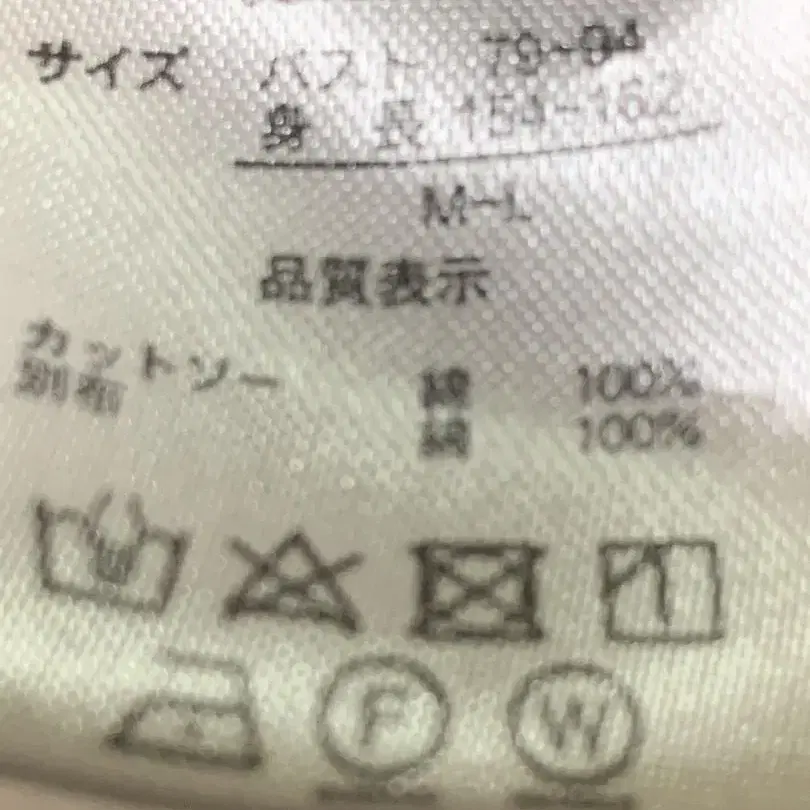 サイズ バスト 79-94
身長 154-162
M-L
品質表示
カットソー 綿 100%
別布 綿 100%
F W